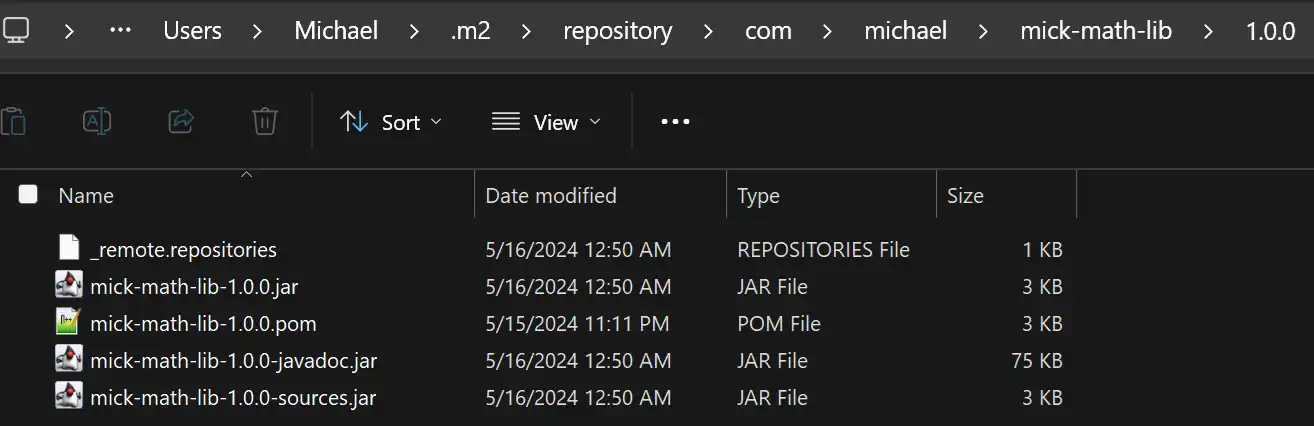 > ··· Users > Michael > .m2 > repository > com > michael > mick-math-lib > 1.0.0
Sort View ···
Name Date modified Type Size
_remote.repositories 5/16/2024 12:50 AM REPOSITORIES File 1 KB
mick-math-lib-1.0.0.jar 5/16/2024 12:50 AM JAR File 3 KB
mick-math-lib-1.0.0.pom 5/15/2024 11:11 PM POM File 3 KB
mick-math-lib-1.0.0-javadoc.jar 5/16/2024 12:50 AM JAR File 75 KB
mick-math-lib-1.0.0-sources.jar 5/16/2024 12:50 AM JAR File 3 KB